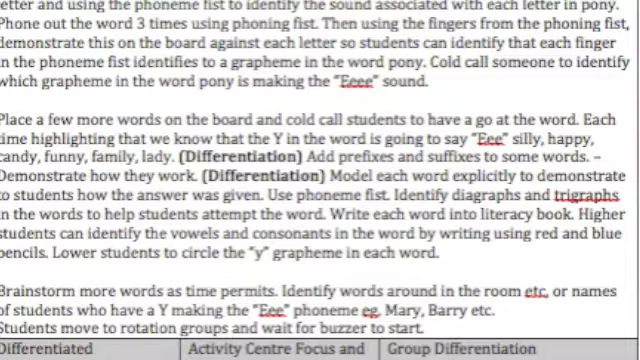 letter and using the phoneme fist to identify the sound associated with each letter in pony.
Phone out the word 3 times using phoning fist. Then using the fingers from the phoning fist,
demonstrate this on the board against each letter so students can identify that each finger
in the phoneme fist identifies to a grapheme in the word pony. Cold call someone to identify
which grapheme in the word pony is making the "Eeee" sound.
Place a few more words on the board and cold call students to have a go at the word. Each
time highlighting that we know that the Y in the word is going to say "Eee" silly, happy,
candy, funny, family, lady. (Differentiation) Add prefixes and suffixes to some words. –
Demonstrate how they work. (Differentiation) Model each word explicitly to demonstrate
to students how the answer was given. Use phoneme fist. Identify diagraphs and trigraphs
in the words to help students attempt the word. Write each word into literacy book. Higher
students can identify the vowels and consonants in the word by writing using red and blue
pencils. Lower students to circle the "y" grapheme in each word.
Brainstorm more words as time permits. Identify words around in the room etc, or names
of students who have a Y making the "Eee" phoneme eg. Mary, Barry etc.
Students move to rotation groups and wait for buzzer to start.
Differentiated Activity Centre Focus and Group Differentiation